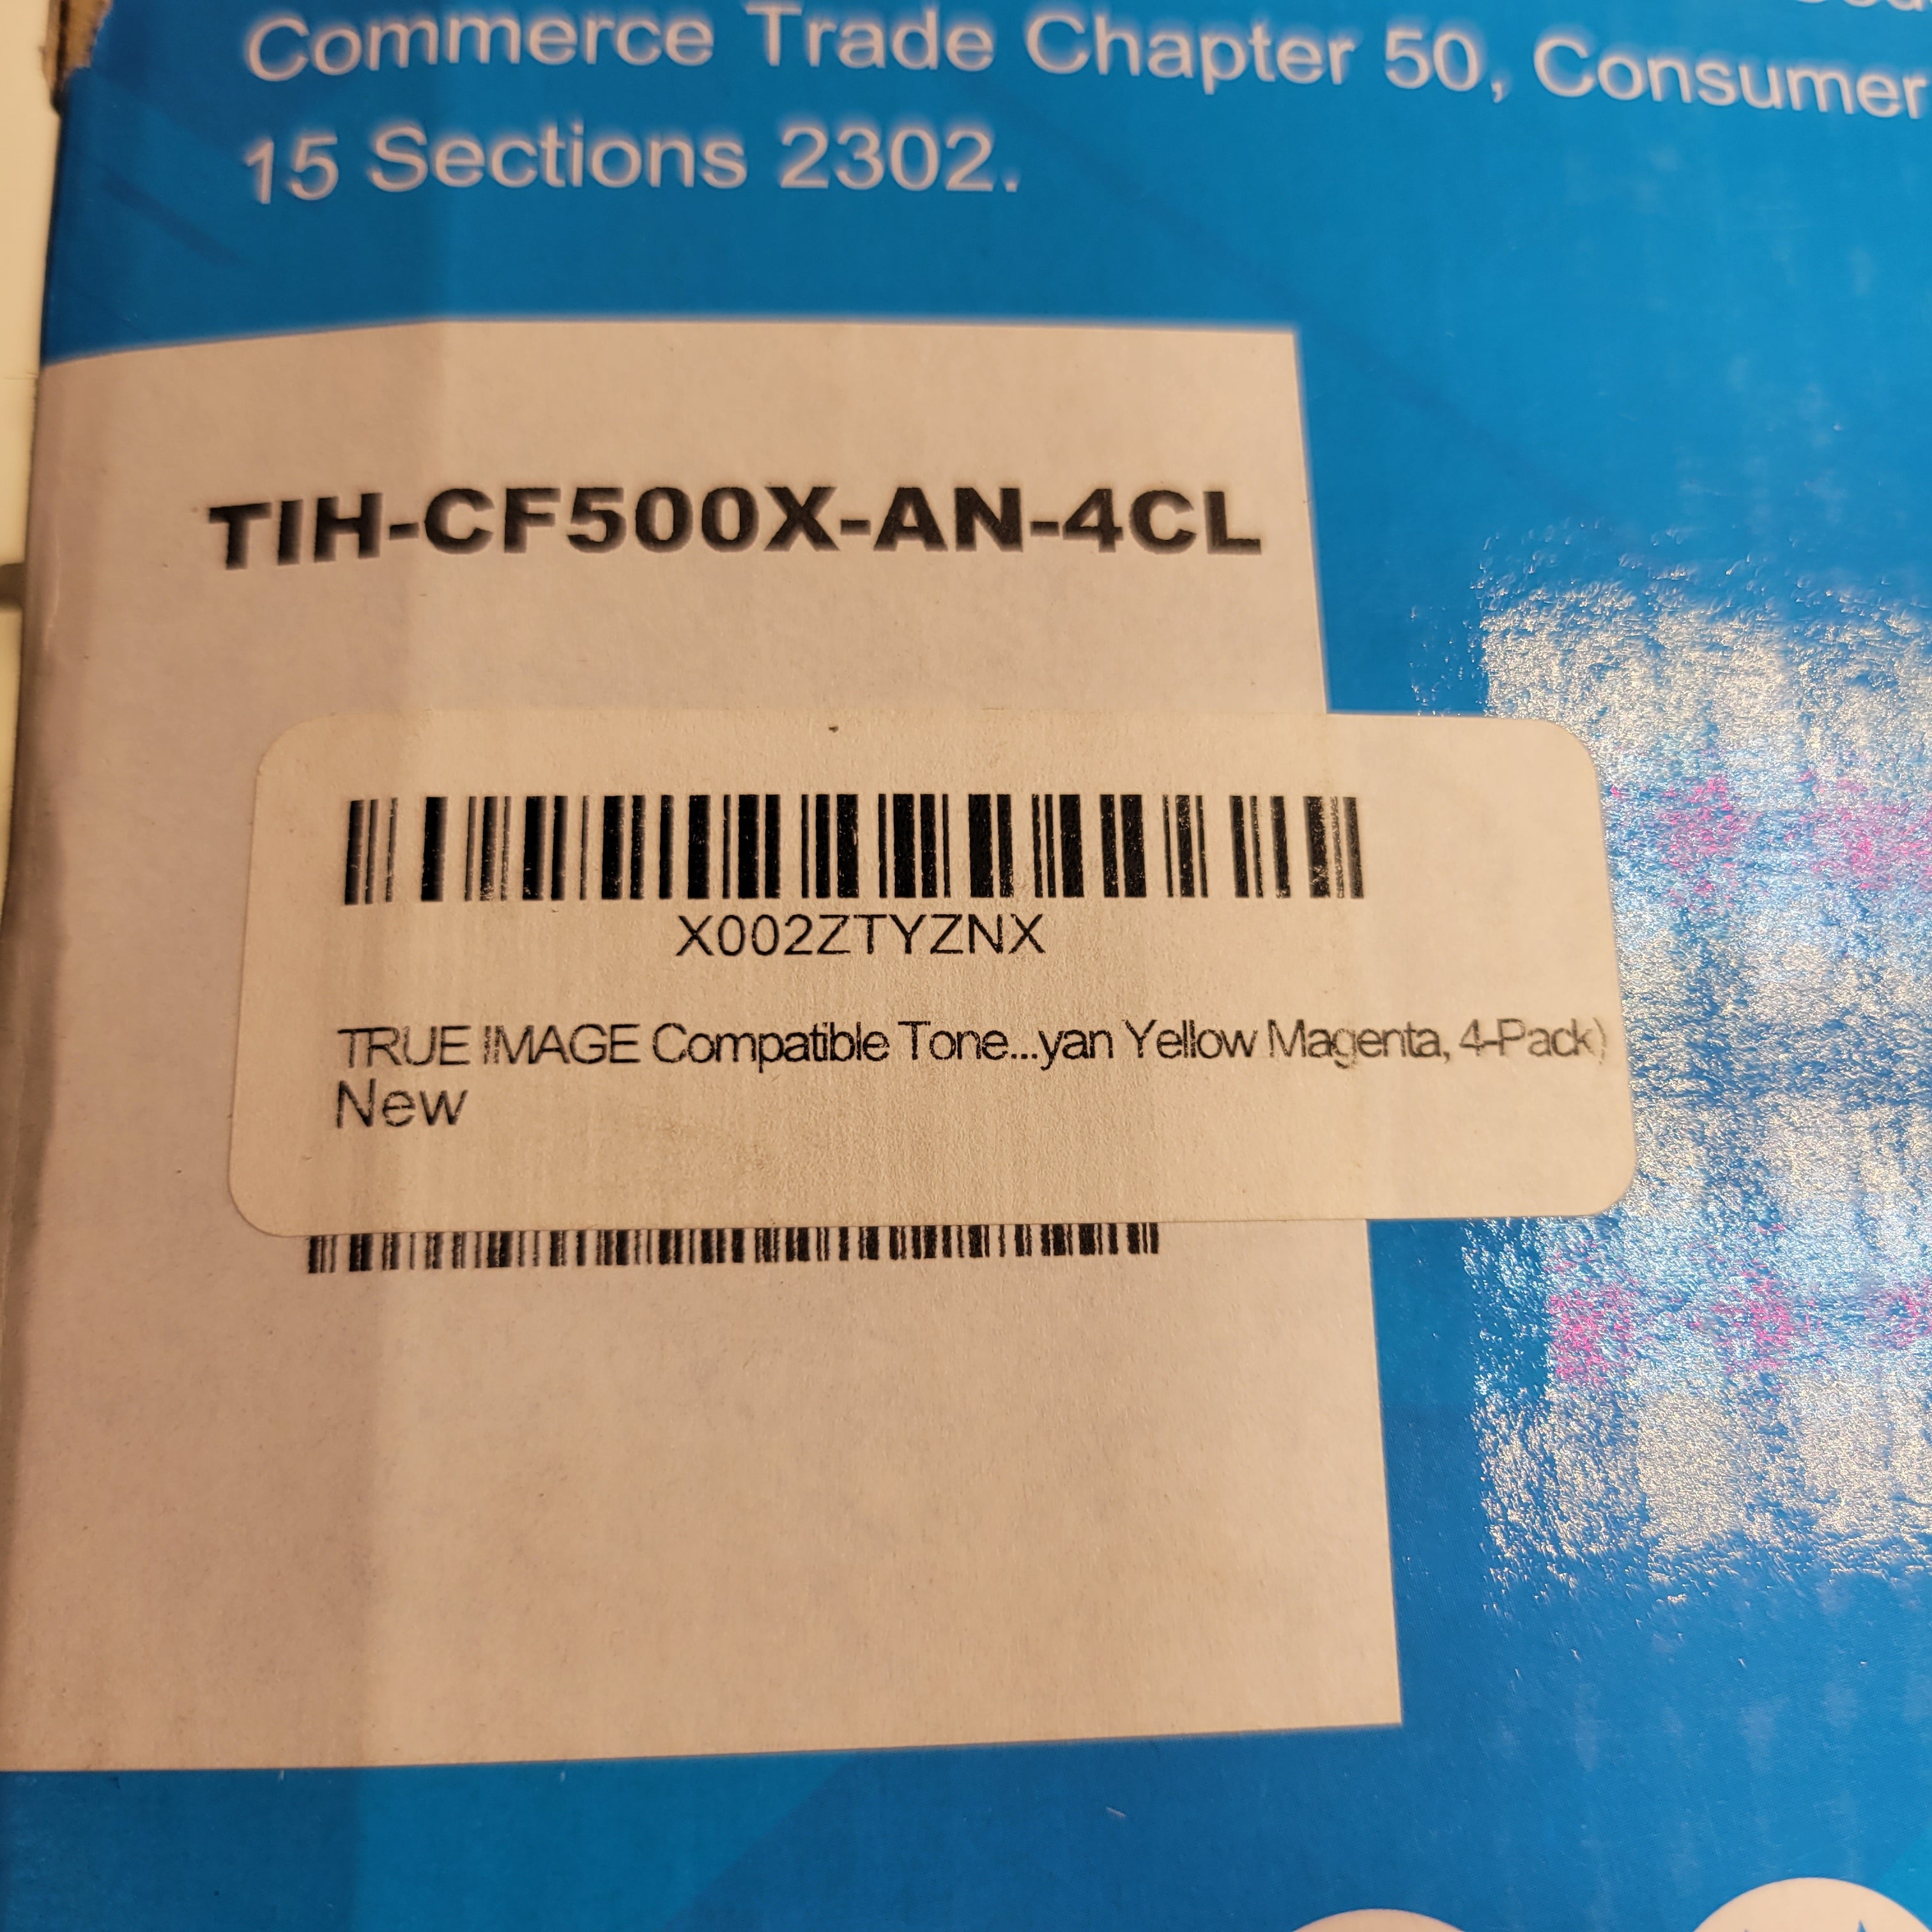 Commerce Trade Chapter 50, Consumer
15 Sections 2302.
TIH-CF500X-AN-4CL
X002ZTYZNX
TRUE IMAGE Compatible Tone...yan Yellow Magenta, 4-Pack)
New